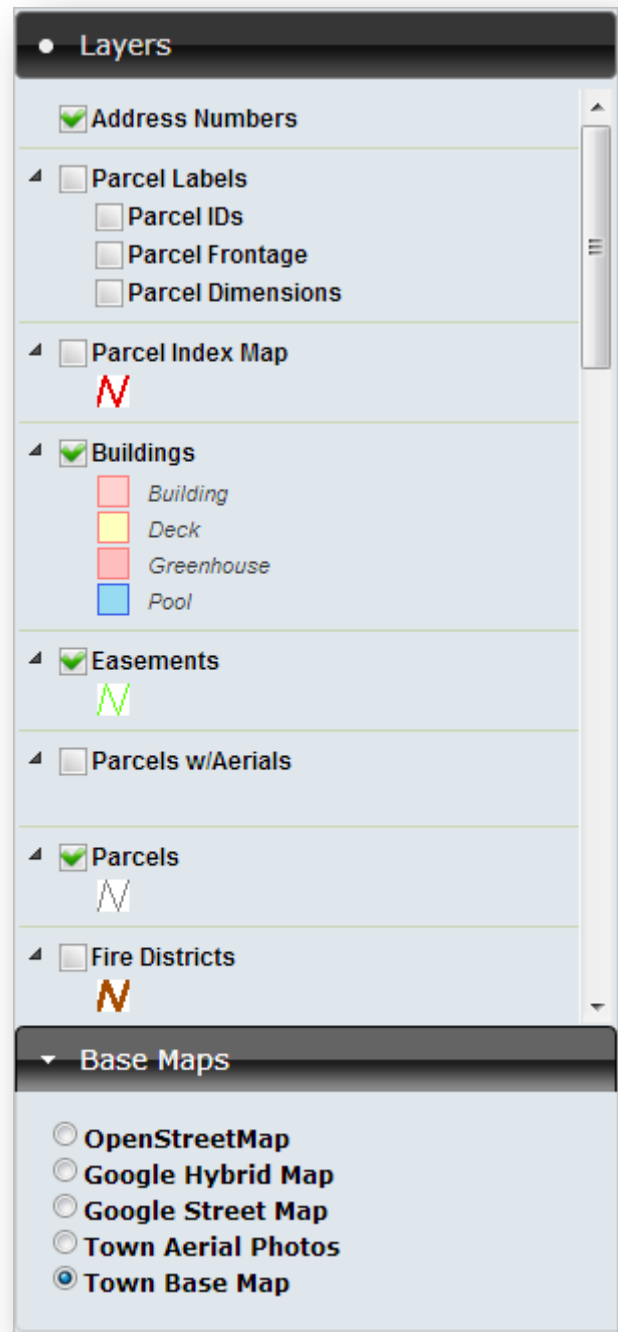 Layers
Address Numbers
Parcel Labels
Parcel IDs
Parcel Frontage
Parcel Dimensions
Parcel Index Map
Buildings
Building
Deck
Greenhouse
Pool
Easements
Parcels w/Aerials
Parcels
Fire Districts
Base Maps
OpenStreetMap
Google Hybrid Map
Google Street Map
Town Aerial Photos
Town Base Map